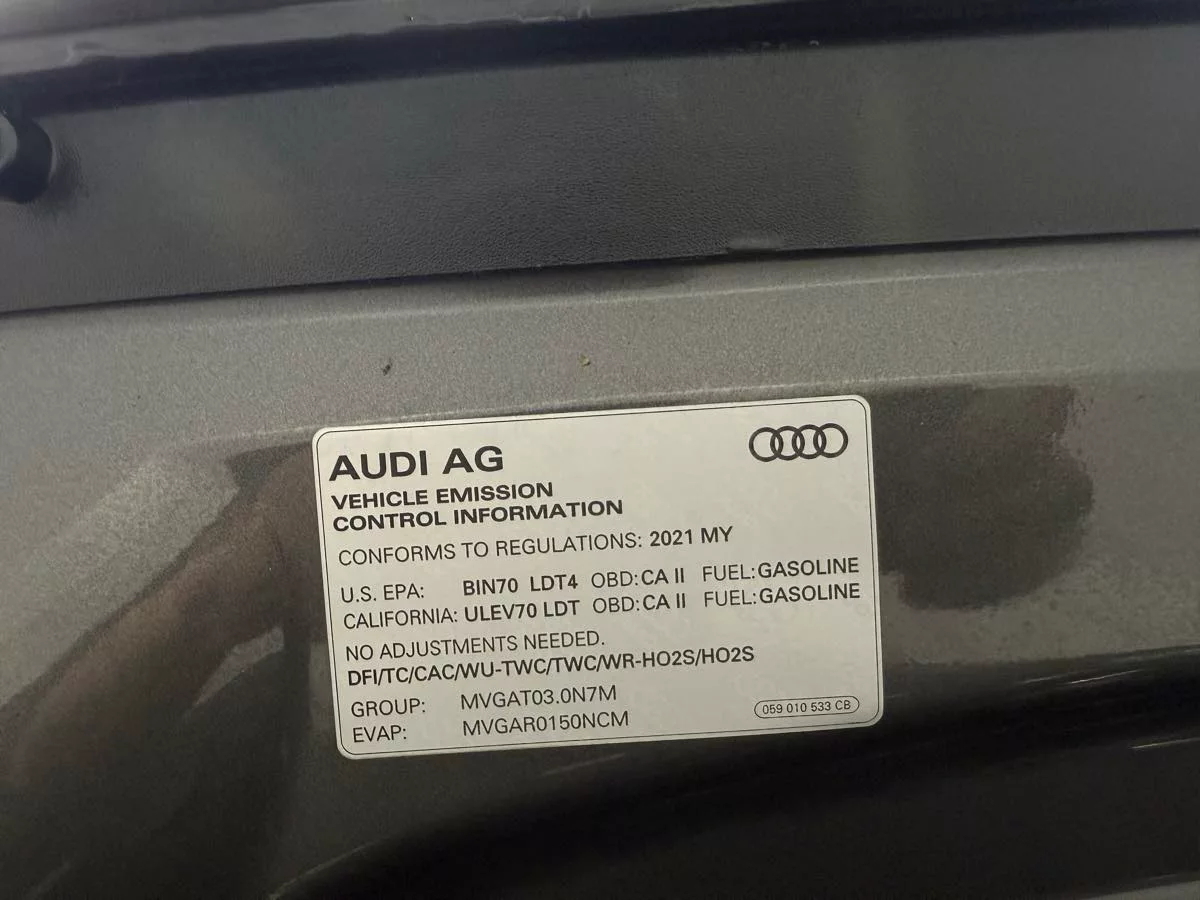 AUDI AG
VEHICLE EMISSION
CONTROL INFORMATION
CONFORMS TO REGULATIONS: 2021 MY
U.S. EPA: BIN70 LDT4 OBD: CA II FUEL: GASOLINE
CALIFORNIA: ULEV70 LDT OBD: CA II FUEL: GASOLINE
NO ADJUSTMENTS NEEDED.
DFI/TC/CAC/WU-TWC/TWC/WR-HO2S/HO2S
GROUP: MVGAT03.0N7M
EVAP: MVGAR0150NCM
059 010 533 CB